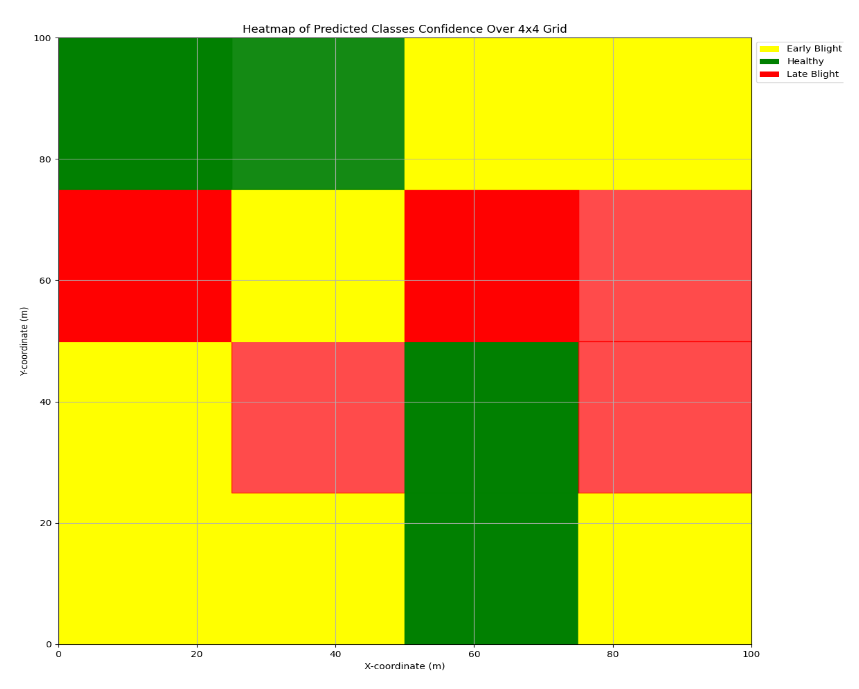 Heatmap of Predicted Classes Confidence Over 4x4 Grid
Early Blight
Healthy
Late Blight
100
80
60
40
20
0
Y-coordinate (m)
0 20 40 60 80 100
X-coordinate (m)